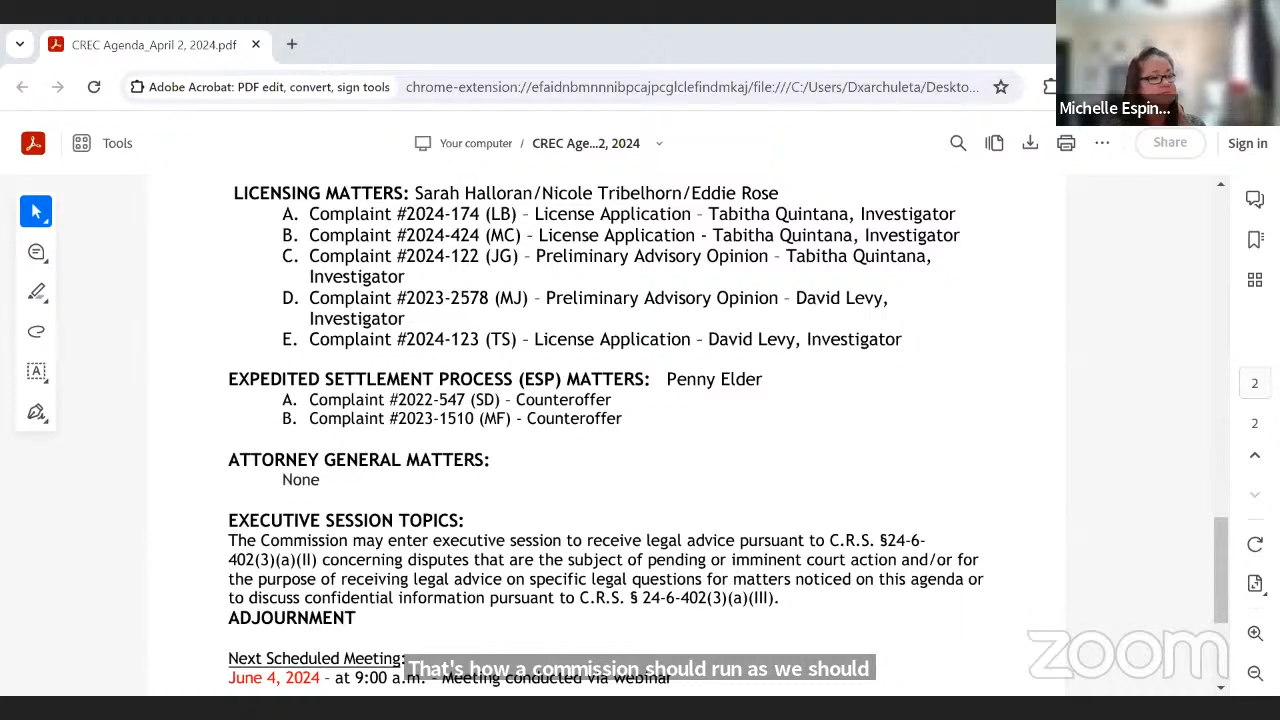 CREC Agenda_April 2, 2024.pdf
Adobe Acrobat: PDF edit, convert, sign tools
chrome-extension://efaidnbmnnnibpcajpcglclefindmkaj/file:///C:/Users/Dxarchuleta/Deskto...
Michelle Espin...
Tools
Your computer / CREC Age...2, 2024
Share
Sign in
LICENSING MATTERS: Sarah Halloran/Nicole Tribelhorn/Eddie Rose
A. Complaint #2024-174 (LB) – License Application – Tabitha Quintana, Investigator
B. Complaint #2024-424 (MC) – License Application - Tabitha Quintana, Investigator
C. Complaint #2024-122 (JG) – Preliminary Advisory Opinion – Tabitha Quintana,
Investigator
D. Complaint #2023-2578 (MJ) – Preliminary Advisory Opinion – David Levy,
Investigator
E. Complaint #2024-123 (TS) – License Application – David Levy, Investigator
EXPEDITED SETTLEMENT PROCESS (ESP) MATTERS: Penny Elder
A. Complaint #2022-547 (SD) – Counteroffer
B. Complaint #2023-1510 (MF) - Counteroffer
ATTORNEY GENERAL MATTERS:
None
EXECUTIVE SESSION TOPICS:
The Commission may enter executive session to receive legal advice pursuant to C.R.S. §24-6-
402(3)(a)(II) concerning disputes that are the subject of pending or imminent court action and/or for
the purpose of receiving legal advice on specific legal questions for matters noticed on this agenda or
to discuss confidential information pursuant to C.R.S. § 24-6-402(3)(a)(III).
ADJOURNMENT
Next Scheduled Meeting:
June 4, 2024 – at 9:00 a.m. – Meeting conducted via webinar
That's how a commission should run as we should
2
2
zoom